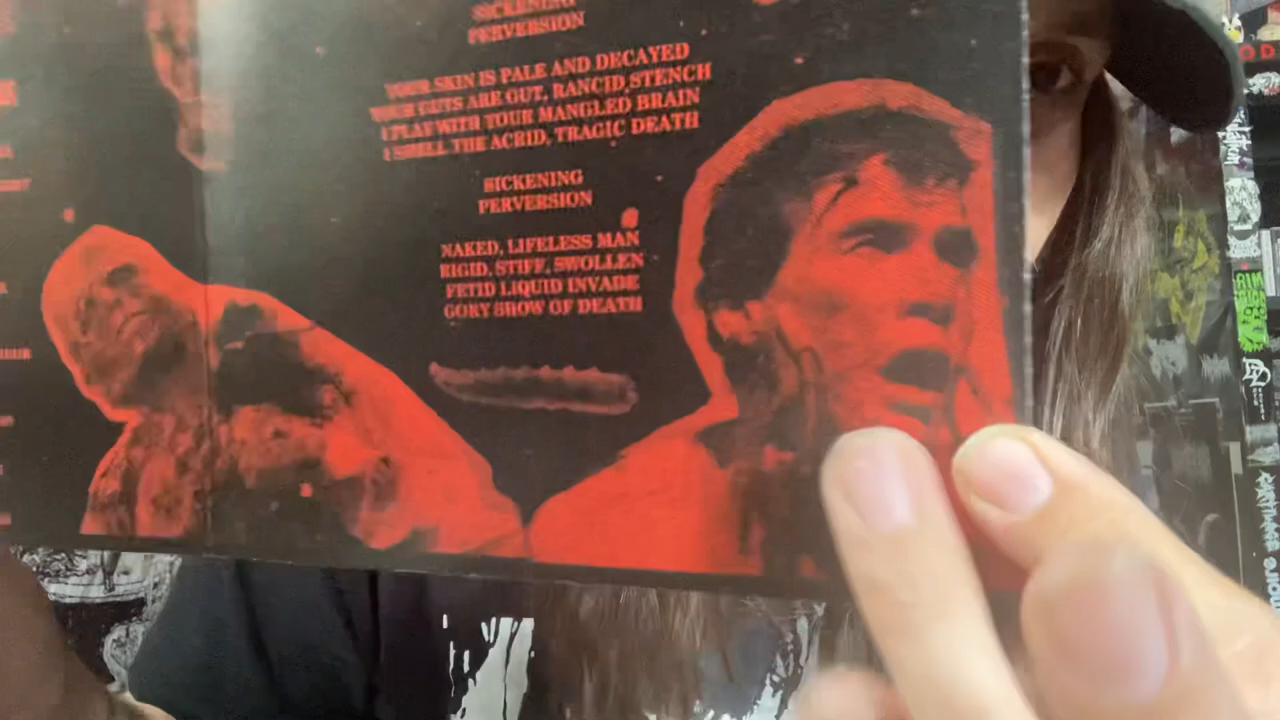 SICKENING
PERVERSION
YOUR SKIN IS PALE AND DECAYED
YOUR GUTS ARE OUT, RANCID STENCH
I PLAY WITH YOUR MANGLED BRAIN
I SMELL THE ACRID, TRAGIC DEATH
SICKENING
PERVERSION
NAKED, LIFELESS MAN
RIGID, STIFF, SWOLLEN
FETID LIQUID INVADE
GORY SHOW OF DEATH